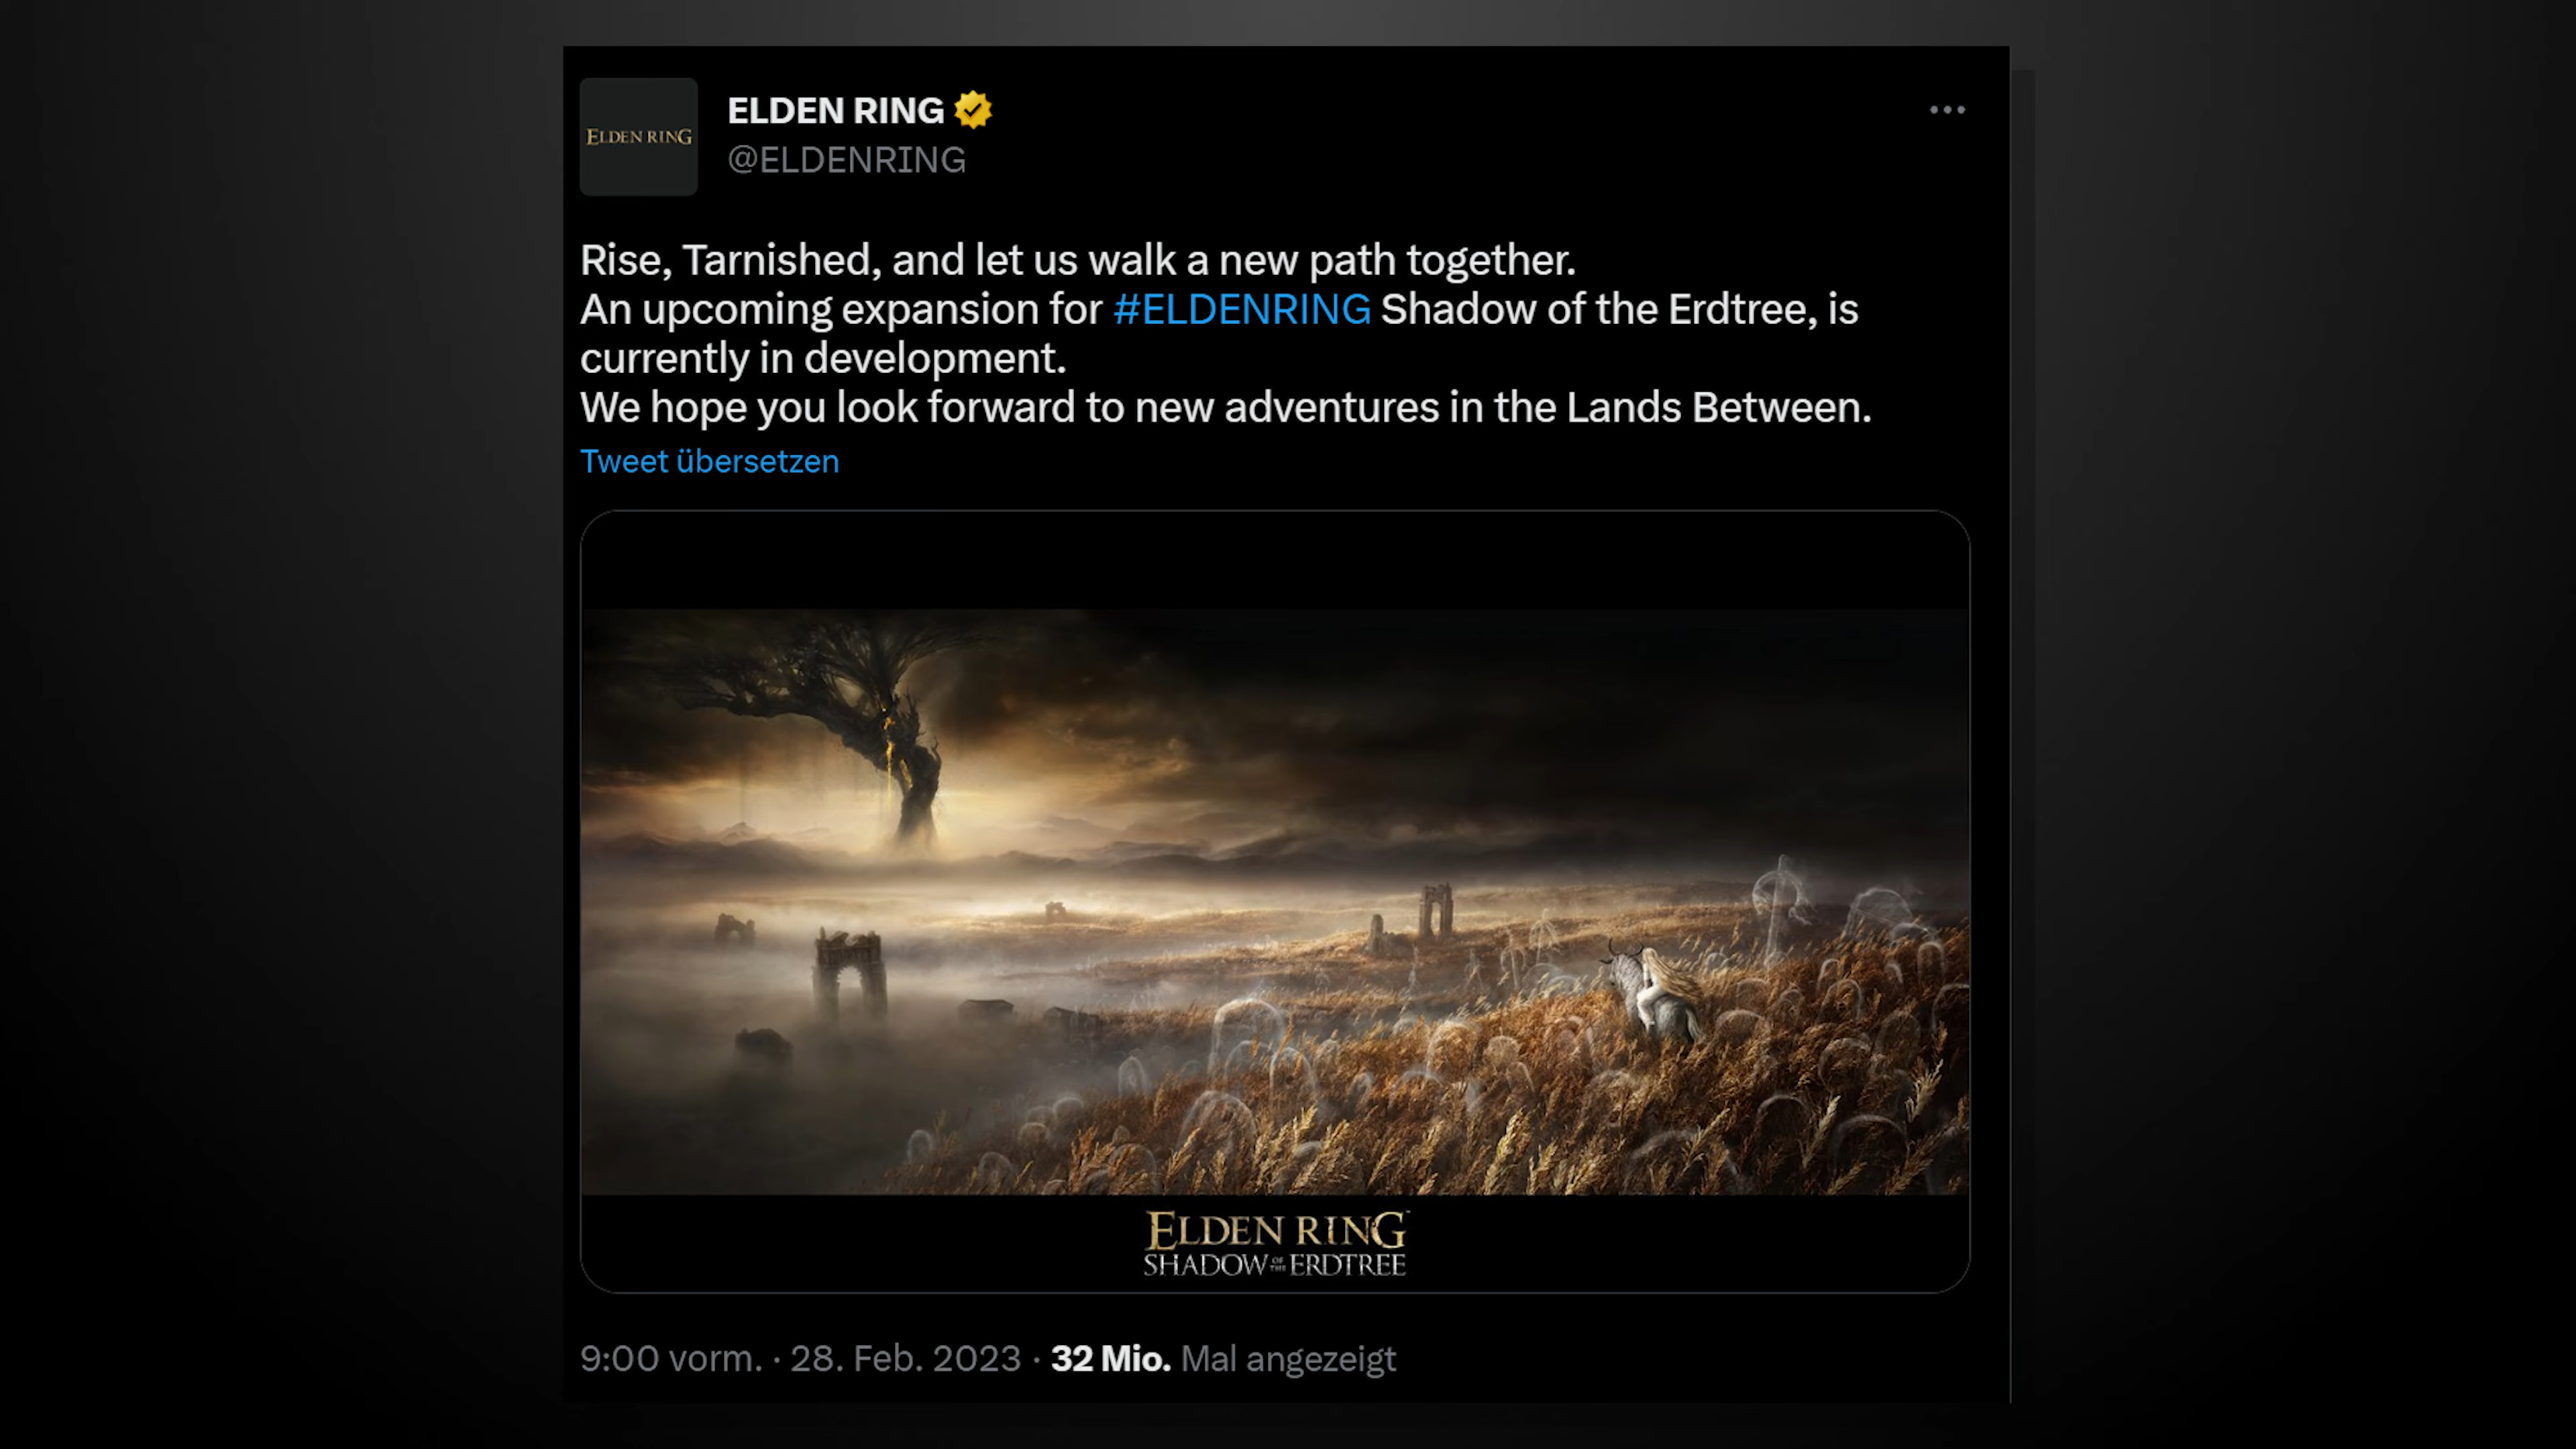 ELDEN RING
ELDEN RING
@ELDENRING
Rise, Tarnished, and let us walk a new path together.
An upcoming expansion for #ELDENRING Shadow of the Erdtree, is
currently in development.
We hope you look forward to new adventures in the Lands Between.
Tweet übersetzen
ELDEN RING
SHADOW OF THE ERDTREE
9:00 vorm. · 28. Feb. 2023 · 32 Mio. Mal angezeigt